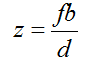 z = fb/d